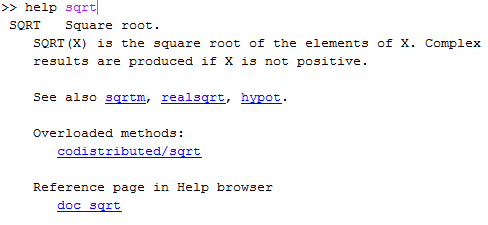 >> help sqrt
SQRT   Square root.
SQRT(X) is the square root of the elements of X. Complex
results are produced if X is not positive.
See also sqrtm, realsqrt, hypot.
Overloaded methods:
codistributed/sqrt
Reference page in Help browser
doc sqrt